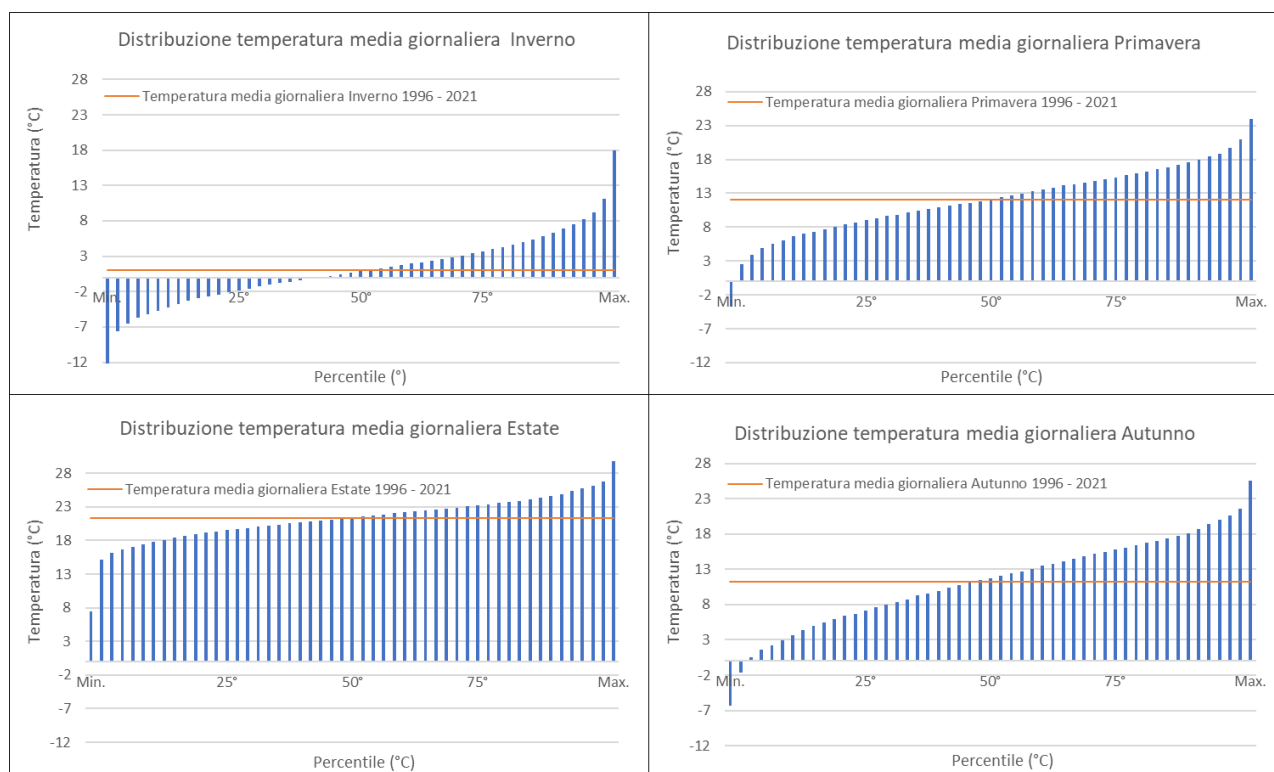 Distribuzione temperatura media giornaliera Inverno
28
23
18
13
8
3
-2
-7
-12
Temperatura (°C)
Temperatura media giornaliera Inverno 1996 - 2021
Min.
25°
50°
75°
Max.
Percentile (°)
Distribuzione temperatura media giornaliera Primavera
28
23
18
13
8
3
-2
-7
-12
Temperatura (°C)
Temperatura media giornaliera Primavera 1996 - 2021
Min.
25°
50°
75°
Max.
Percentile (°C)
Distribuzione temperatura media giornaliera Estate
28
23
18
13
8
3
-2
-7
-12
Temperatura (°C)
Temperatura media giornaliera Estate 1996 - 2021
Min.
25°
50°
75°
Max.
Percentile (°C)
Distribuzione temperatura media giornaliera Autunno
28
23
18
13
8
3
-2
-7
-12
Temperatura (°C)
Temperatura media giornaliera Autunno 1996 - 2021
Min.
25°
50°
75°
Max.
Percentile (°C)